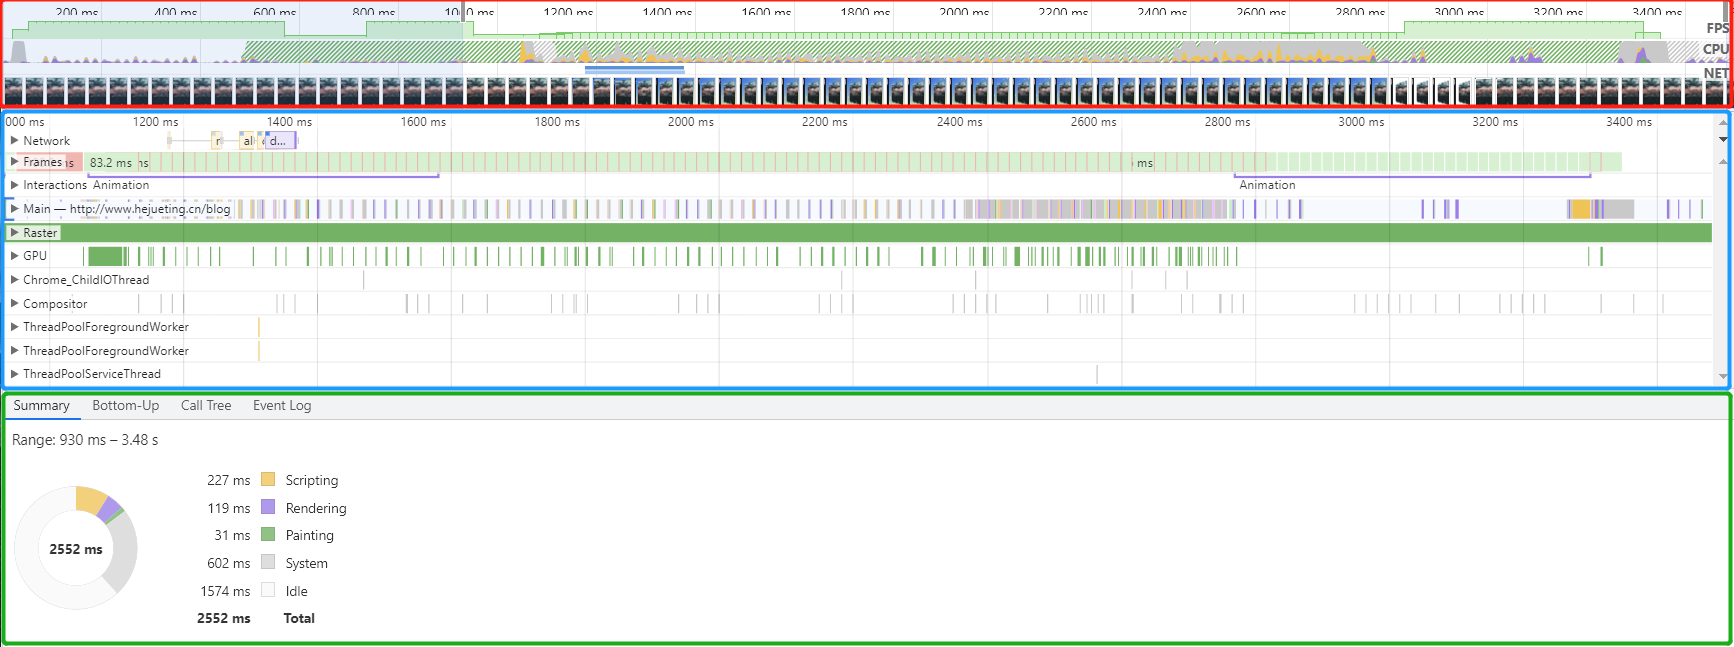 200 ms 400 ms 600 ms 800 ms 1000 ms 1200 ms 1400 ms 1600 ms 1800 ms 2000 ms 2200 ms 2400 ms 2600 ms 2800 ms 3000 ms 3200 ms 3400 ms
FPS
CPU
NET
000 ms 1200 ms 1400 ms 1600 ms 1800 ms 2000 ms 2200 ms 2400 ms 2600 ms 2800 ms 3000 ms 3200 ms 3400 ms
Network al d...
Frames 83.2 ms ms ms
Interactions Animation Animation
Main — http://www.hejueting.cn/blog
Raster
GPU
Chrome_ChildIOThread
Compositor
ThreadPoolForegroundWorker
ThreadPoolForegroundWorker
ThreadPoolServiceThread
Summary Bottom-Up Call Tree Event Log
Range: 930 ms – 3.48 s
227 ms Scripting
119 ms Rendering
31 ms Painting
602 ms System
1574 ms Idle
2552 ms Total
2552 ms